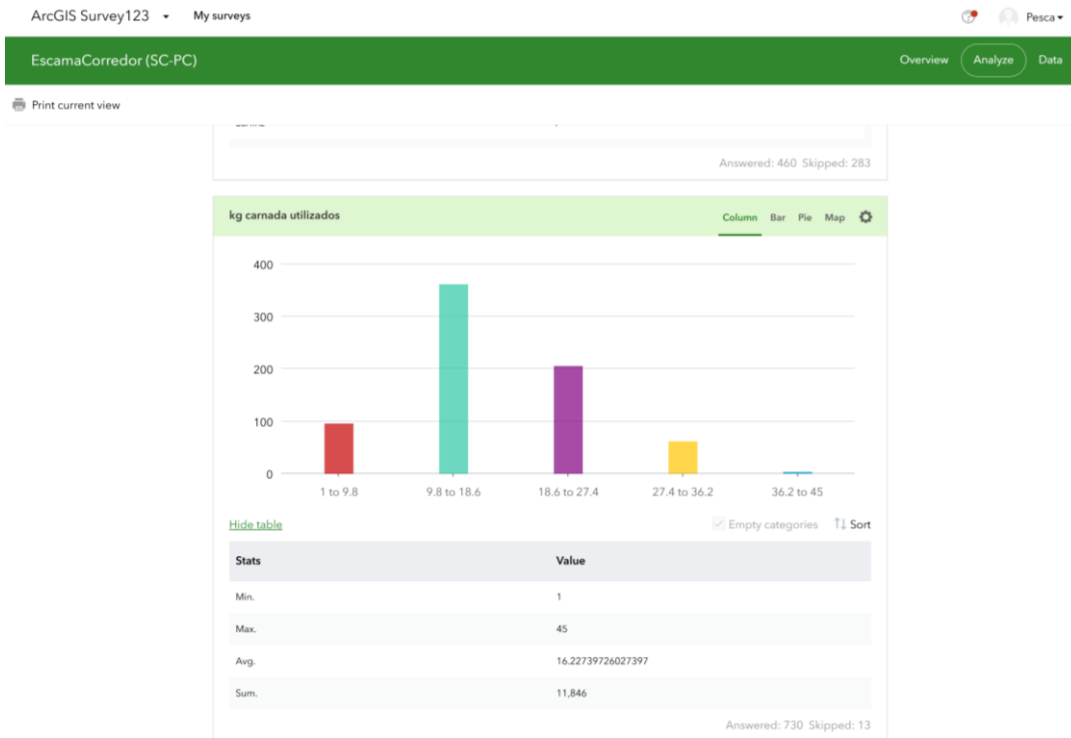 ArcGIS Survey123 My surveys Pesca
EscamaCorredor (SC-PC) Overview Analyze Data
Print current view
Answered: 460 Skipped: 283
kg carnada utilizados Column Bar Pie Map
400
300
200
100
0
1 to 9.8 9.8 to 18.6 18.6 to 27.4 27.4 to 36.2 36.2 to 45
Hide table Empty categories Sort
Stats Value
Min. 1
Max. 45
Avg. 16.22739726027397
Sum. 11,846
Answered: 730 Skipped: 13